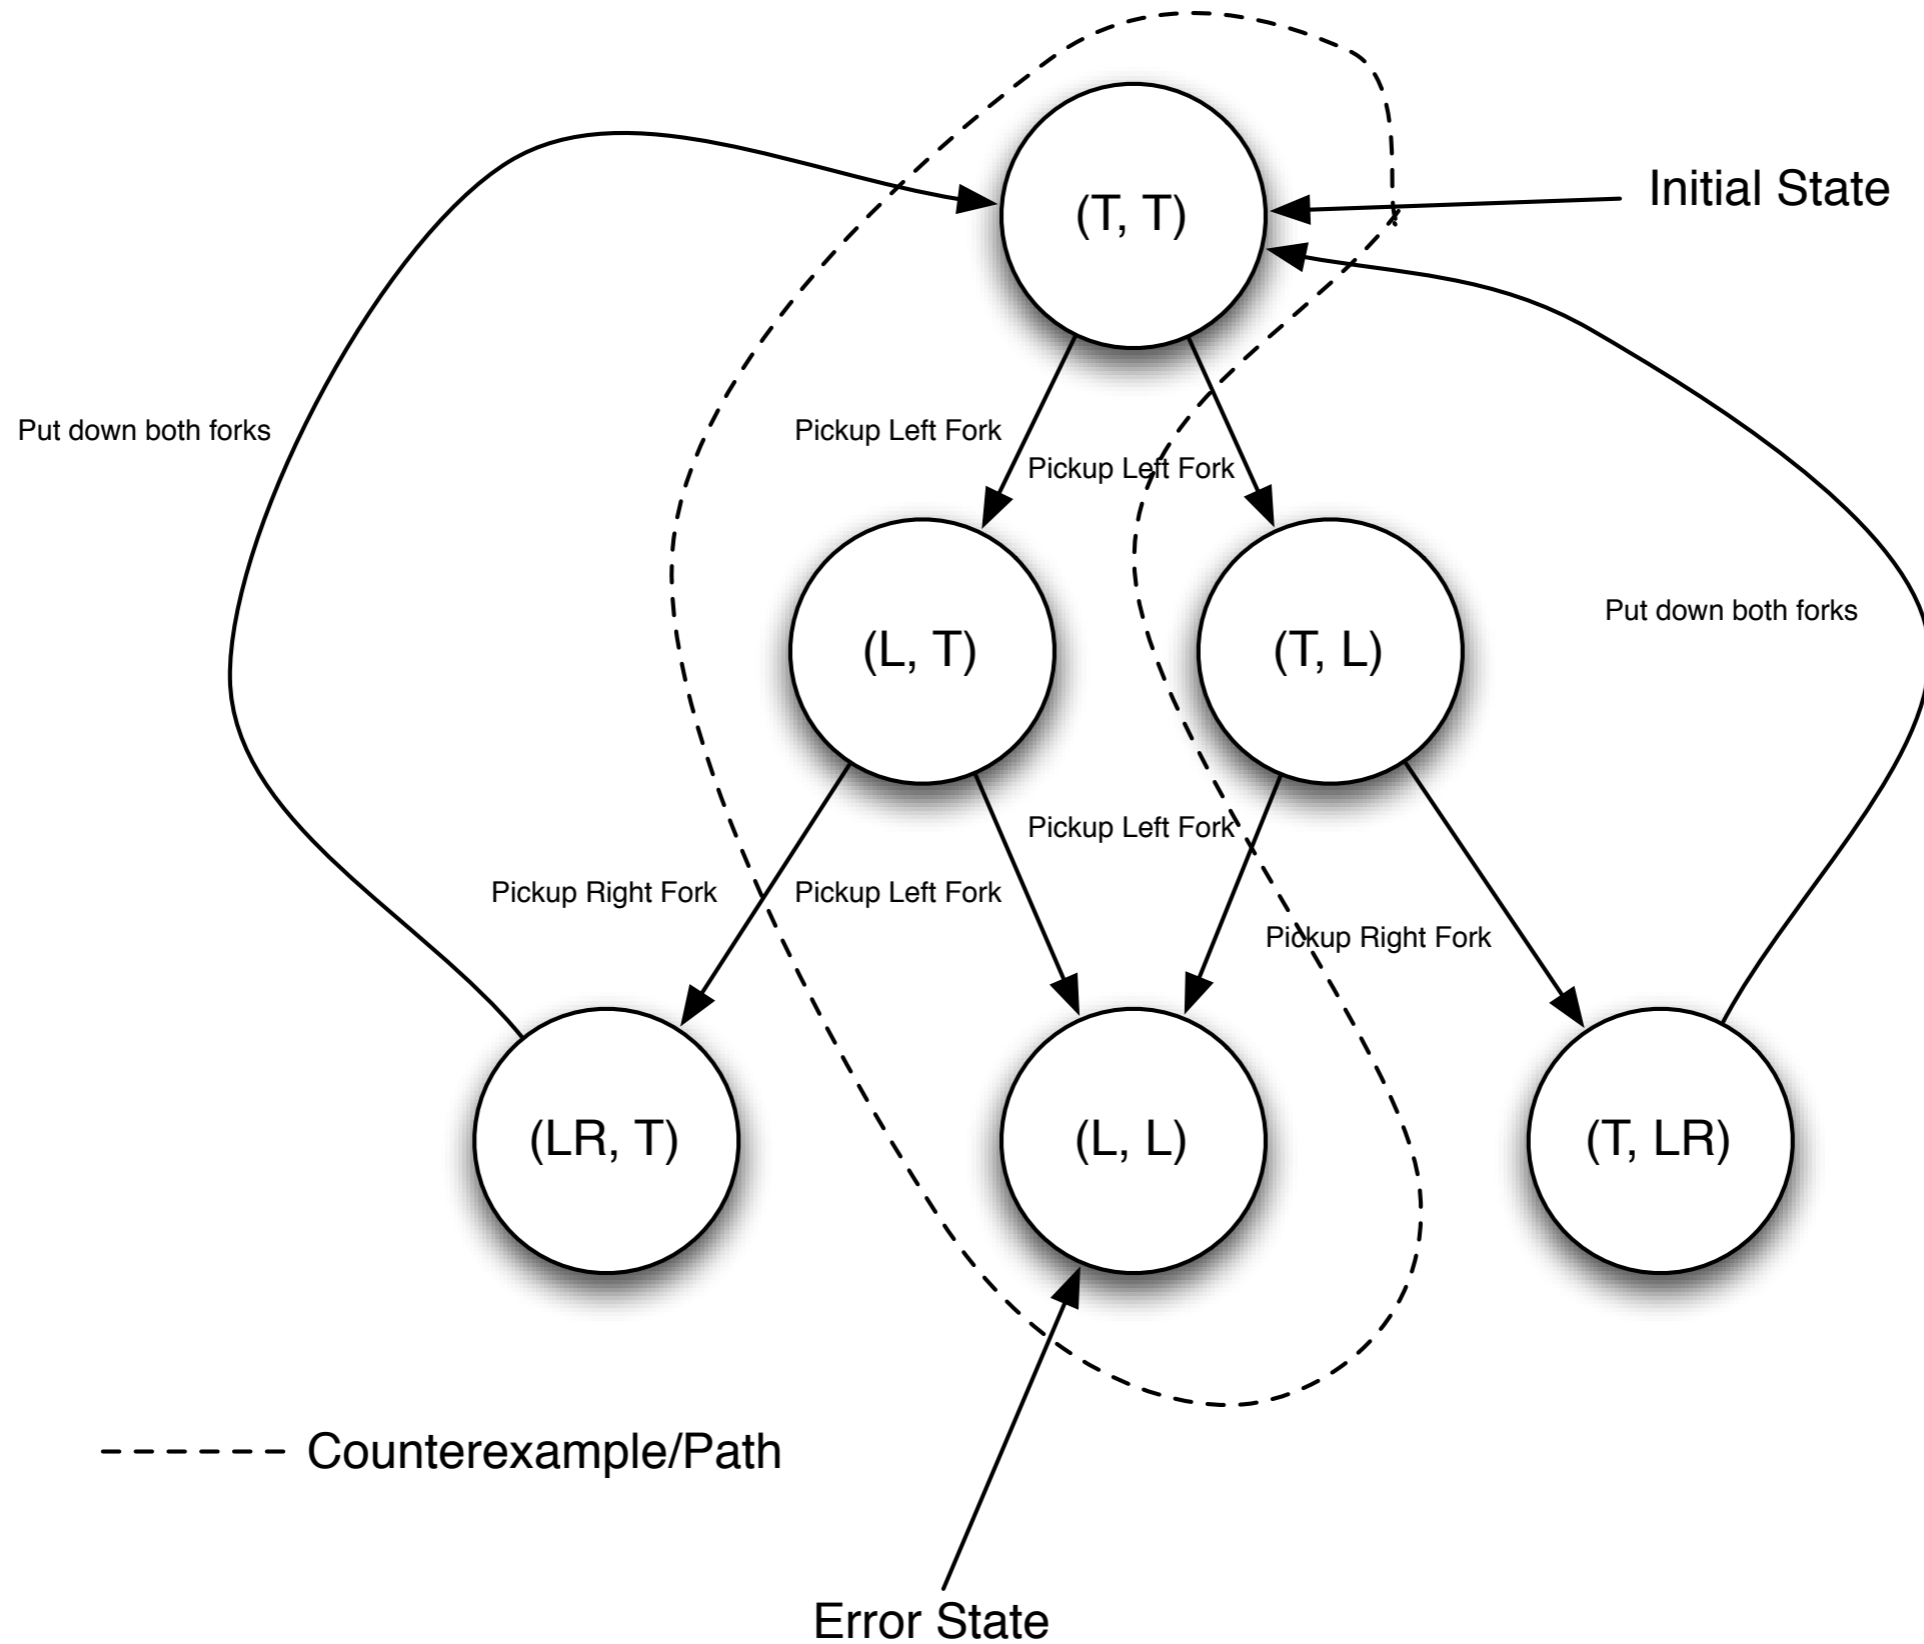 (T, T)
Initial State
Put down both forks
Pickup Left Fork
Pickup Left Fork
(L, T)
(T, L)
Put down both forks
Pickup Left Fork
Pickup Right Fork
Pickup Left Fork
Pickup Right Fork
(LR, T)
(L, L)
(T, LR)
Counterexample/Path
Error State